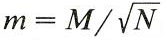 m = M/√N